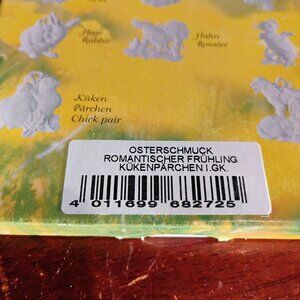 Hase
Rabbit
Hahn
Rooster
Küken
Pärchen
Chick pair
OSTERSCHMUCK
ROMANTISCHER FRÜHLING
KÜKENPÄRCHEN I.GK.
4 011699 682725